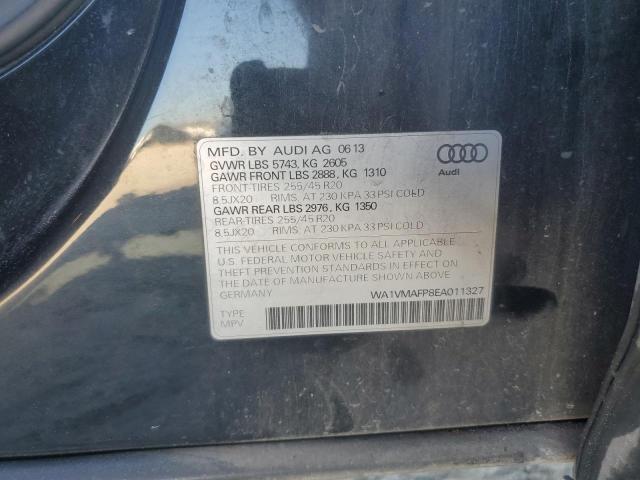 MFD. BY AUDI AG 06 13
GVWR LBS 5743, KG 2605
GAWR FRONT LBS 2888, KG 1310
FRONT-TIRES 255/45 R20
8.5JX20 RIMS, AT 230 KPA 33 PSI COLD
GAWR REAR LBS 2976, KG 1350
REAR-TIRES 255/45 R20
8.5JX20 RIMS, AT 230 KPA 33 PSI COLD
Audi
THIS VEHICLE CONFORMS TO ALL APPLICABLE
U.S. FEDERAL MOTOR VEHICLE SAFETY AND
THEFT PREVENTION STANDARDS IN EFFECT ON
THE DATE OF MANUFACTURE SHOWN ABOVE.
GERMANY WA1VMAFP8EA011327
TYPE
MPV